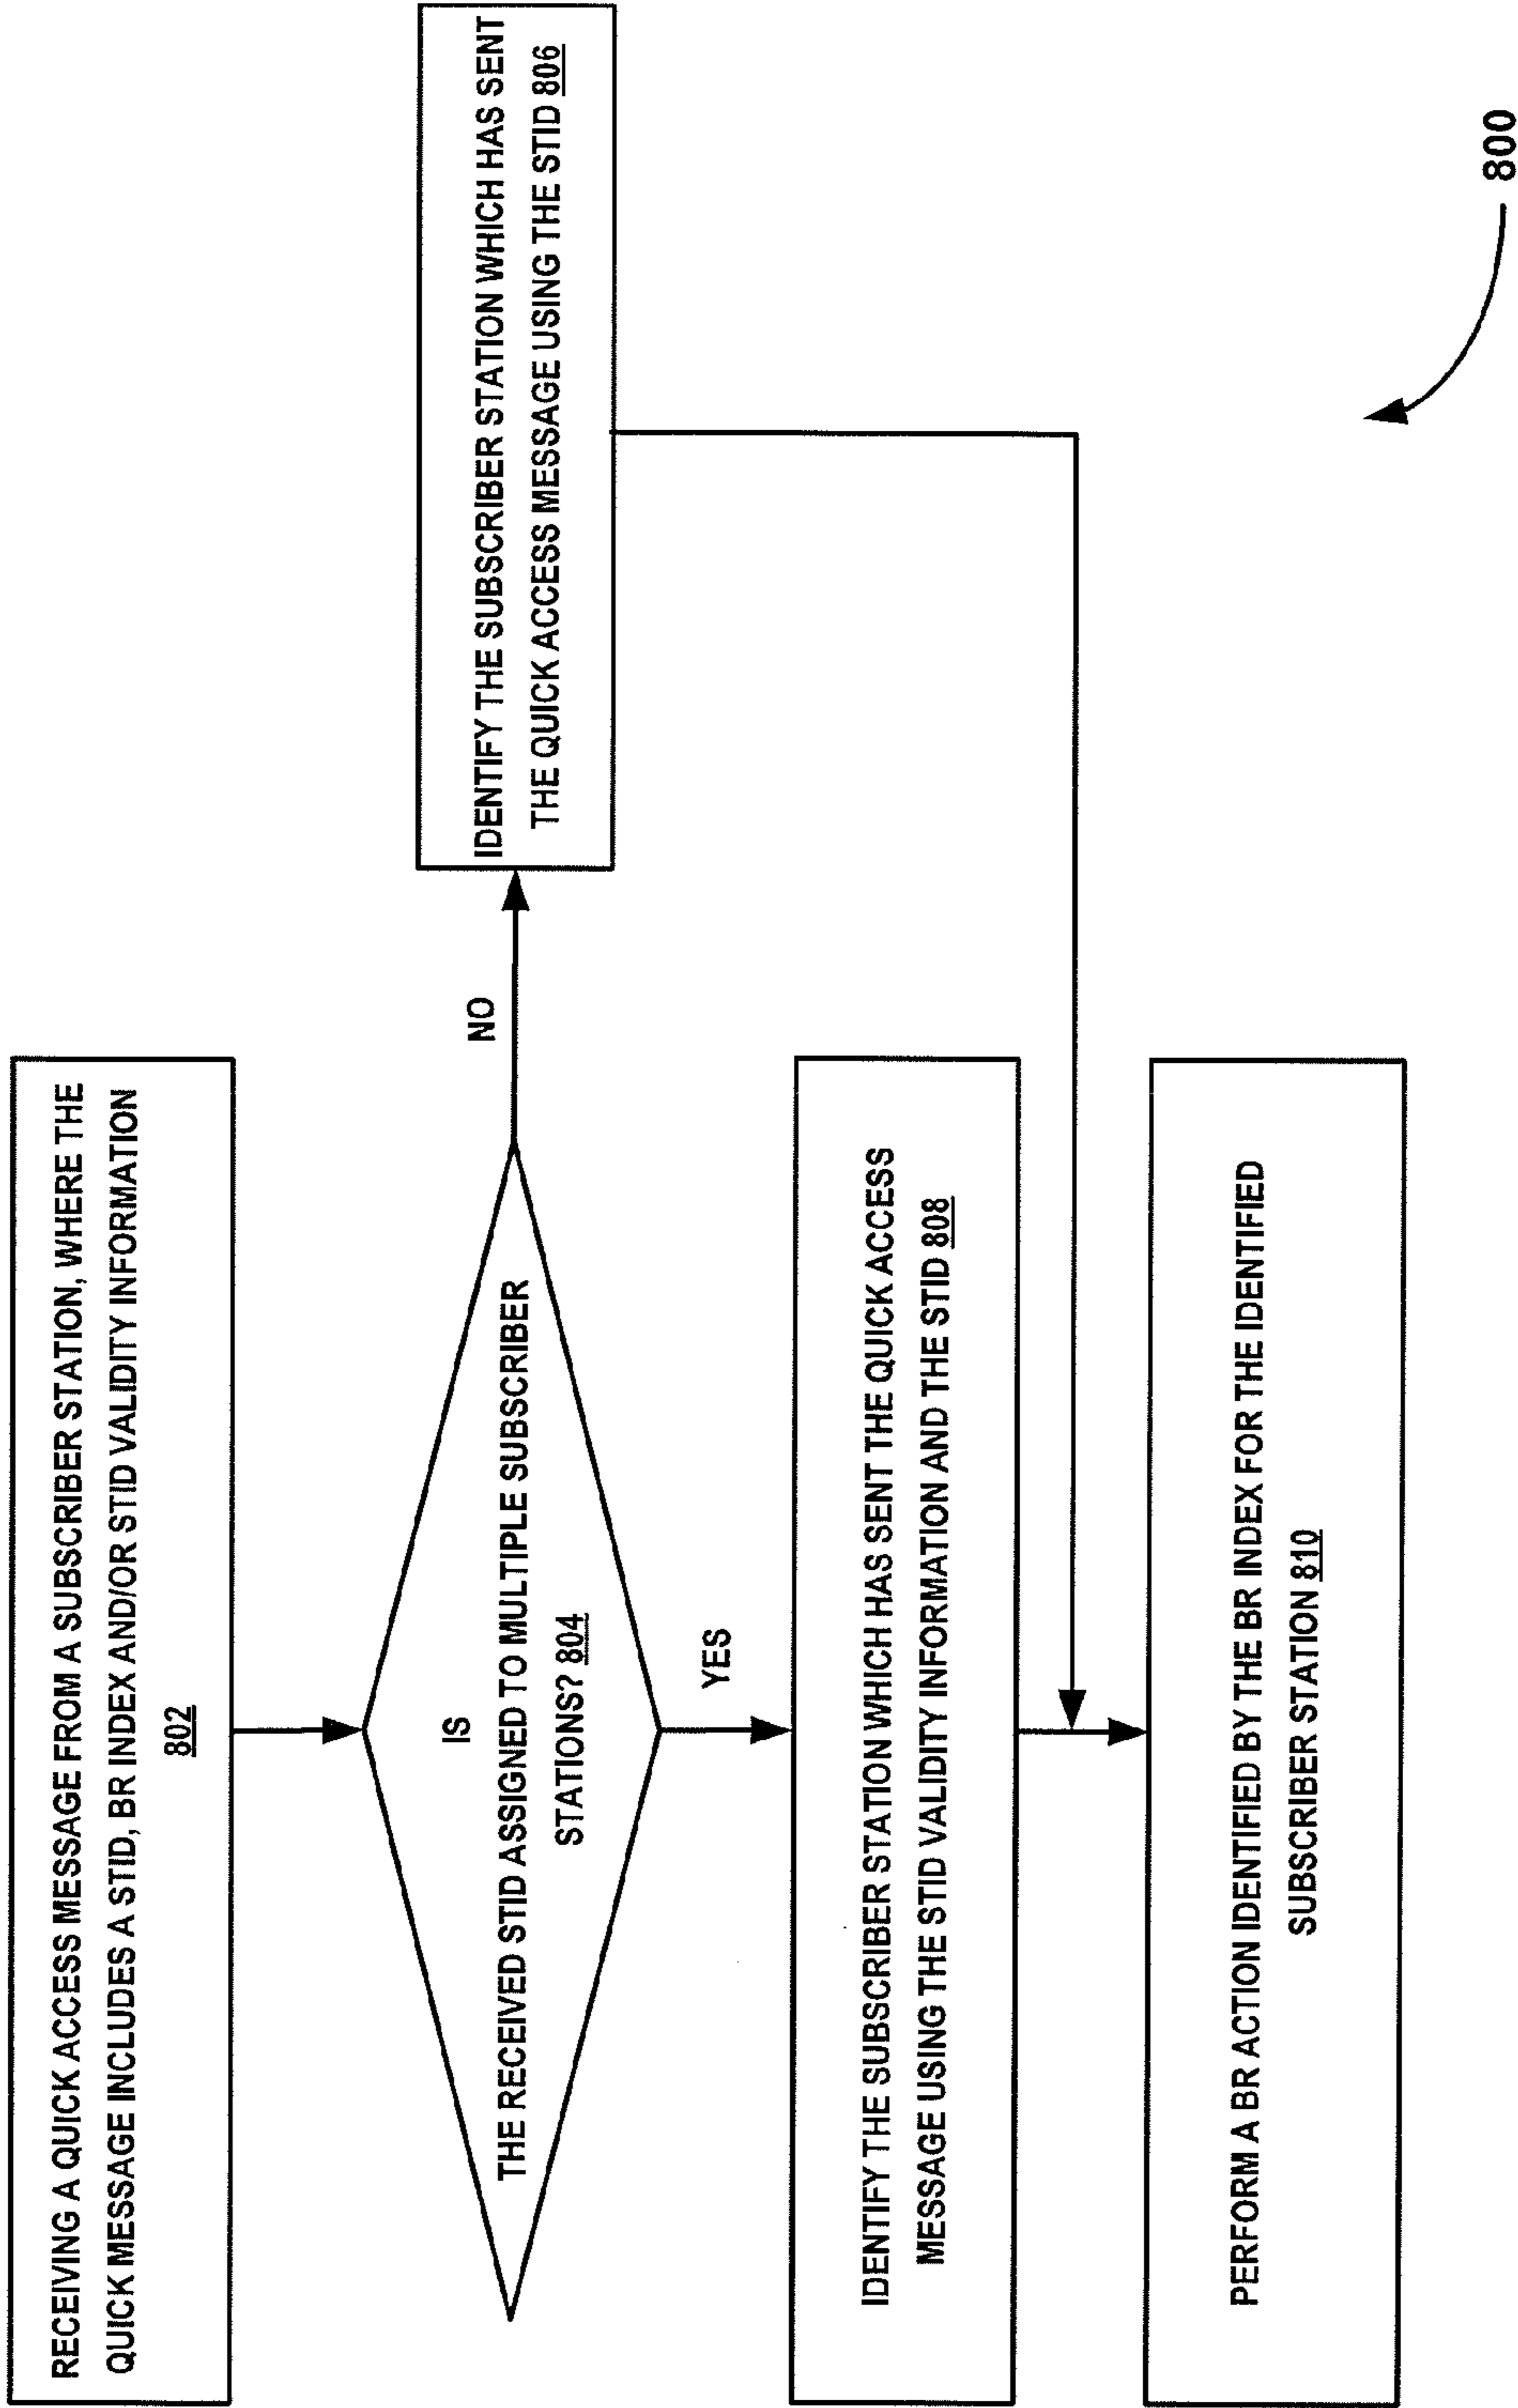 RECEIVING A QUICK ACCESS MESSAGE FROM A SUBSCRIBER STATION, WHERE THE
QUICK MESSAGE INCLUDES A STID, BR INDEX AND/OR STID VALIDITY INFORMATION
802
IS
THE RECEIVED STID ASSIGNED TO MULTIPLE SUBSCRIBER
STATIONS? 804
NO
IDENTIFY THE SUBSCRIBER STATION WHICH HAS SENT
THE QUICK ACCESS MESSAGE USING THE STID 806
YES
IDENTIFY THE SUBSCRIBER STATION WHICH HAS SENT THE QUICK ACCESS
MESSAGE USING THE STID VALIDITY INFORMATION AND THE STID 808
PERFORM A BR ACTION IDENTIFIED BY THE BR INDEX FOR THE IDENTIFIED
SUBSCRIBER STATION 810
800